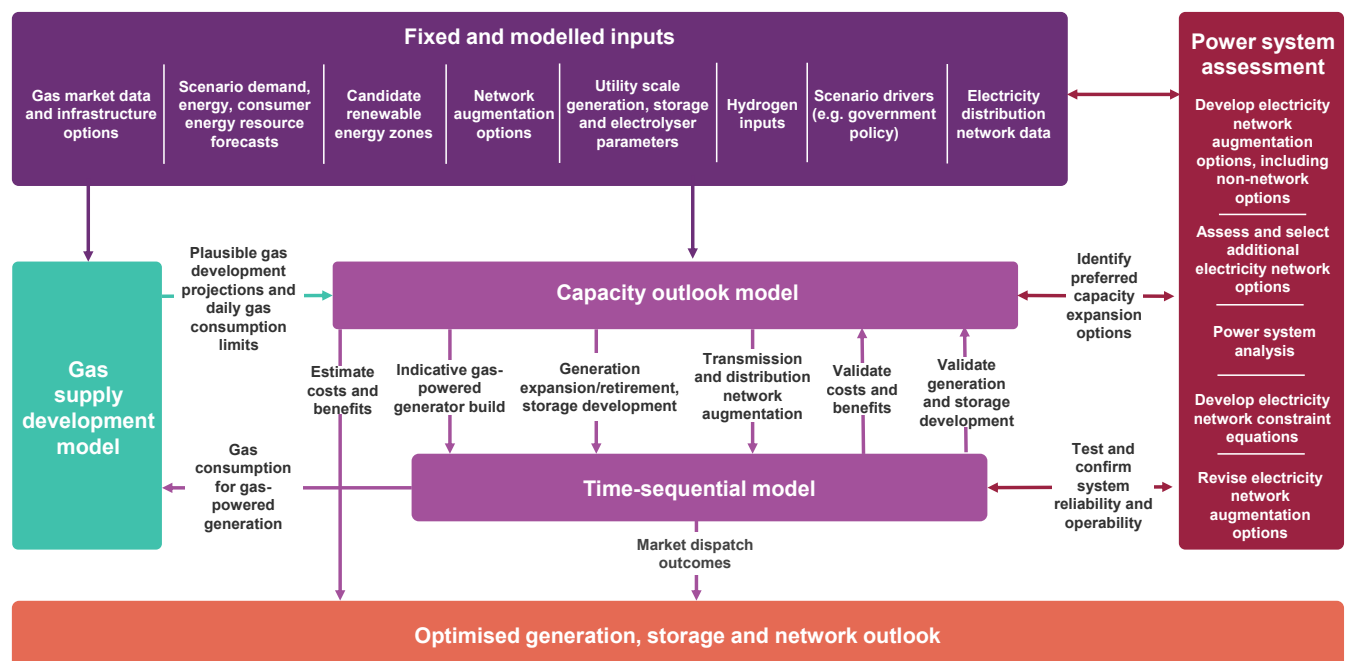 Fixed and modelled inputs
Gas market data
and infrastructure
options
Scenario demand,
energy, consumer
energy resource
forecasts
Candidate
renewable
energy zones
Network
augmentation
options
Utility scale
generation, storage
and electrolyser
parameters
Hydrogen
inputs
Scenario drivers
(e.g. government
policy)
Electricity
distribution
network data
Power system
assessment
Develop electricity
network
augmentation
options, including
non-network
options
Assess and select
additional
electricity network
options
Power system
analysis
Develop electricity
network constraint
equations
Revise electricity
network
augmentation
options
Gas
supply
development
model
Plausible gas
development
projections and
daily gas
consumption
limits
Capacity outlook model
Identify
preferred
capacity
expansion
options
Estimate
costs and
benefits
Indicative gas-
powered
generator build
Generation
expansion/retirement,
storage development
Transmission
and distribution
network
augmentation
Validate
costs and
benefits
Validate
generation
and storage
development
Gas
consumption
for gas-
powered
generation
Time-sequential model
Test and
confirm
system
reliability and
operability
Market dispatch
outcomes
Optimised generation, storage and network outlook